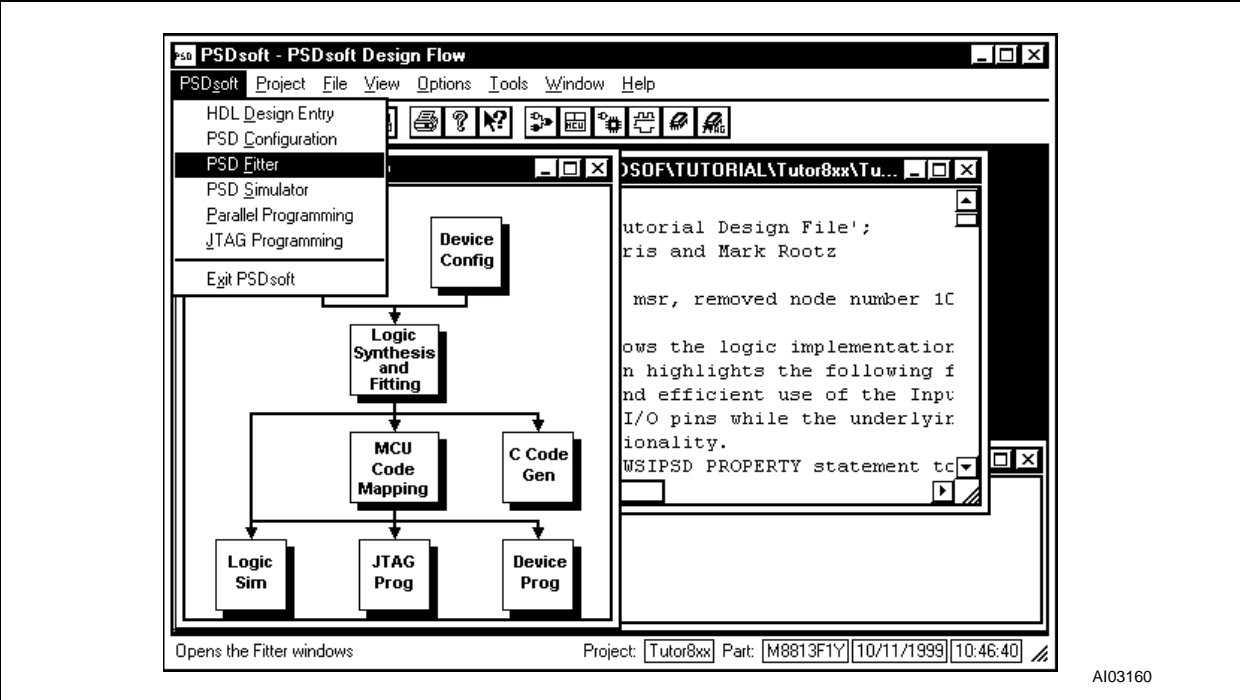 PSD PSDsoft - PSDsoft Design Flow
PSDsoft Project File View Options Tools Window Help
HDL Design Entry
PSD Configuration
PSD Fitter
PSD Simulator
Parallel Programming
JTAG Programming
Exit PSDsoft
MCU
Device
Config
Logic
Synthesis
and
Fitting
MCU
Code
Mapping
C Code
Gen
Logic
Sim
JTAG
Prog
Device
Prog
DSOF\TUTORIAL\Tutor8xx\Tu...
utorial Design File';
ris and Mark Rootz
msr, removed node number 10
ows the logic implementation
n highlights the following f
nd efficient use of the Inpu
I/O pins while the underlyin
ionality.
WSIPSD PROPERTY statement to
Opens the Fitter windows
Project: Tutor8xx Part: M8813F1Y 10/11/1999 10:46:40
AI03160